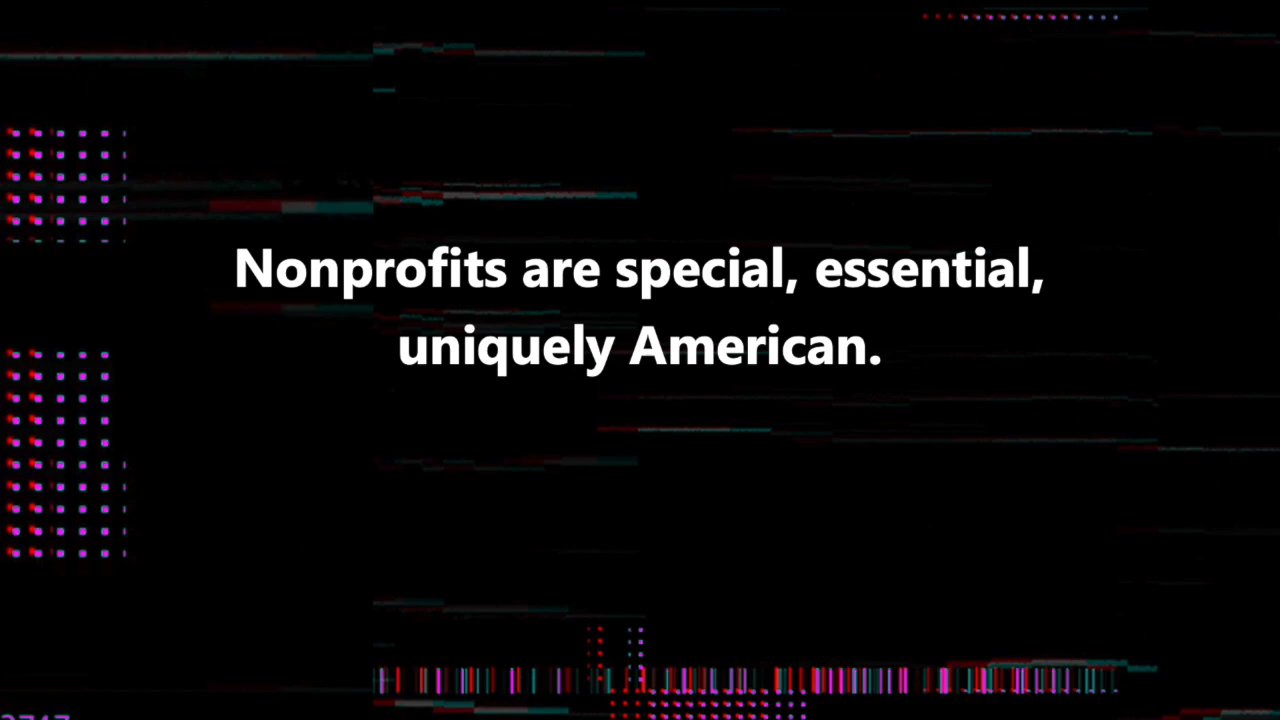 Nonprofits are special, essential,
uniquely American.